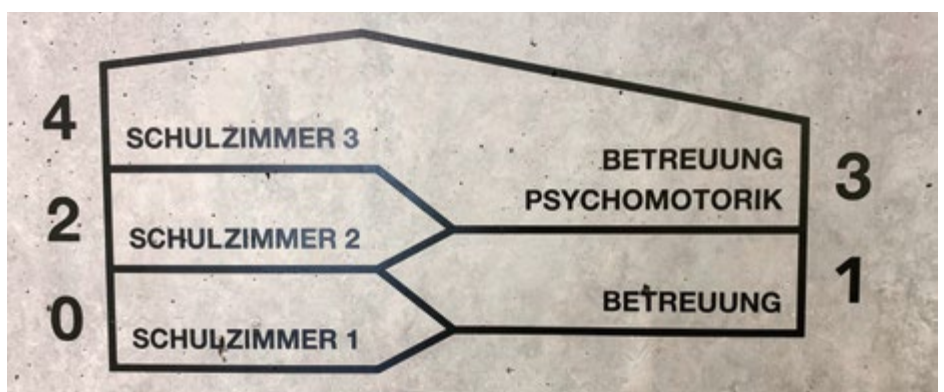 4
SCHULZIMMER 3
BETREUUNG
PSYCHOMOTORIK
3
2
SCHULZIMMER 2
BETREUUNG
1
0
SCHULZIMMER 1